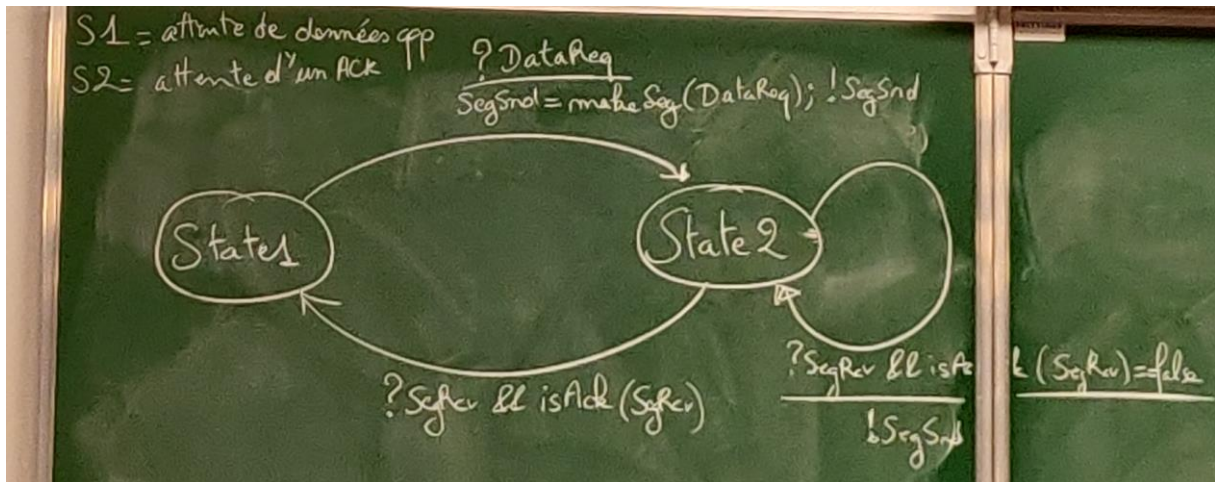 S1 = attente de données app
S2 = attente d'un ACK
?DataReq
SegSnd = makeSeg(DataReq); !SegSnd
State1
State2
?SegRcv && isAck(SegRcv)
?SegRcv && isAck(SegRcv)==false
!SegSnd